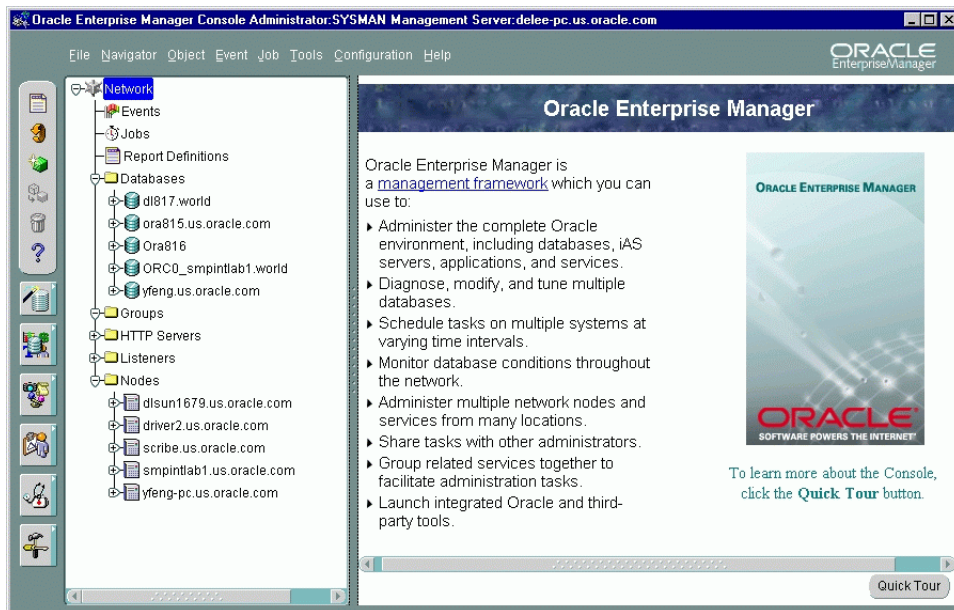 Oracle Enterprise Manager Console Administrator:SYSMAN Management Server:delee-pc.us.oracle.com
File Navigator Object Event Job Tools Configuration Help
ORACLE
EnterpriseManager
Network
Events
Jobs
Report Definitions
Databases
dl817.world
ora815.us.oracle.com
Ora816
ORC0_smpintlab1.world
yfeng.us.oracle.com
Groups
HTTP Servers
Listeners
Nodes
dlsun1679.us.oracle.com
driver2.us.oracle.com
scribe.us.oracle.com
smpintlab1.us.oracle.com
yfeng-pc.us.oracle.com
Oracle Enterprise Manager
Oracle Enterprise Manager is
a management framework which you can
use to:
Administer the complete Oracle
environment, including databases, iAS
servers, applications, and services.
Diagnose, modify, and tune multiple
databases.
Schedule tasks on multiple systems at
varying time intervals.
Monitor database conditions throughout
the network.
Administer multiple network nodes and
services from many locations.
Share tasks with other administrators.
Group related services together to
facilitate administration tasks.
Launch integrated Oracle and third-
party tools.
ORACLE ENTERPRISE MANAGER
ORACLE
SOFTWARE POWERS THE INTERNET
To learn more about the Console,
click the Quick Tour button.
Quick Tour